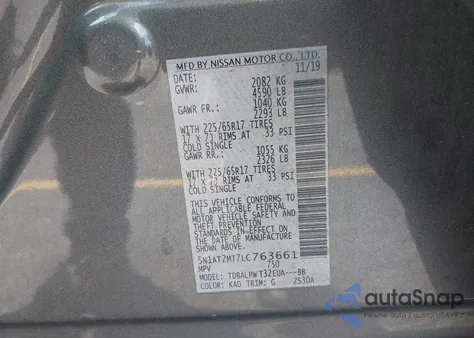 MFD BY NISSAN MOTOR CO., LTD.
DATE: 11/19
GVWR: 2082 KG
4590 LB
GAWR FR.: 1040 KG
2293 LB
WITH 225/65R17 TIRES
17 X 7J RIMS AT 33 PSI
COLD SINGLE
GAWR RR.: 1055 KG
2326 LB
WITH 225/65R17 TIRES
17 X 7J RIMS AT 33 PSI
COLD SINGLE
THIS VEHICLE CONFORMS
TO ALL APPLICABLE FEDERAL
MOTOR VEHICLE SAFETY AND
THEFT PREVENTION STANDARDS
IN EFFECT ON THE DATE OF
MANUFACTURE
SHOWN ABOVE.
5N1AT2MT7LC763661
MPV 750
MODEL: TDBALPW T32EUA---BB
COLOR: KAD TRIM: G ZS30A
autoSnap